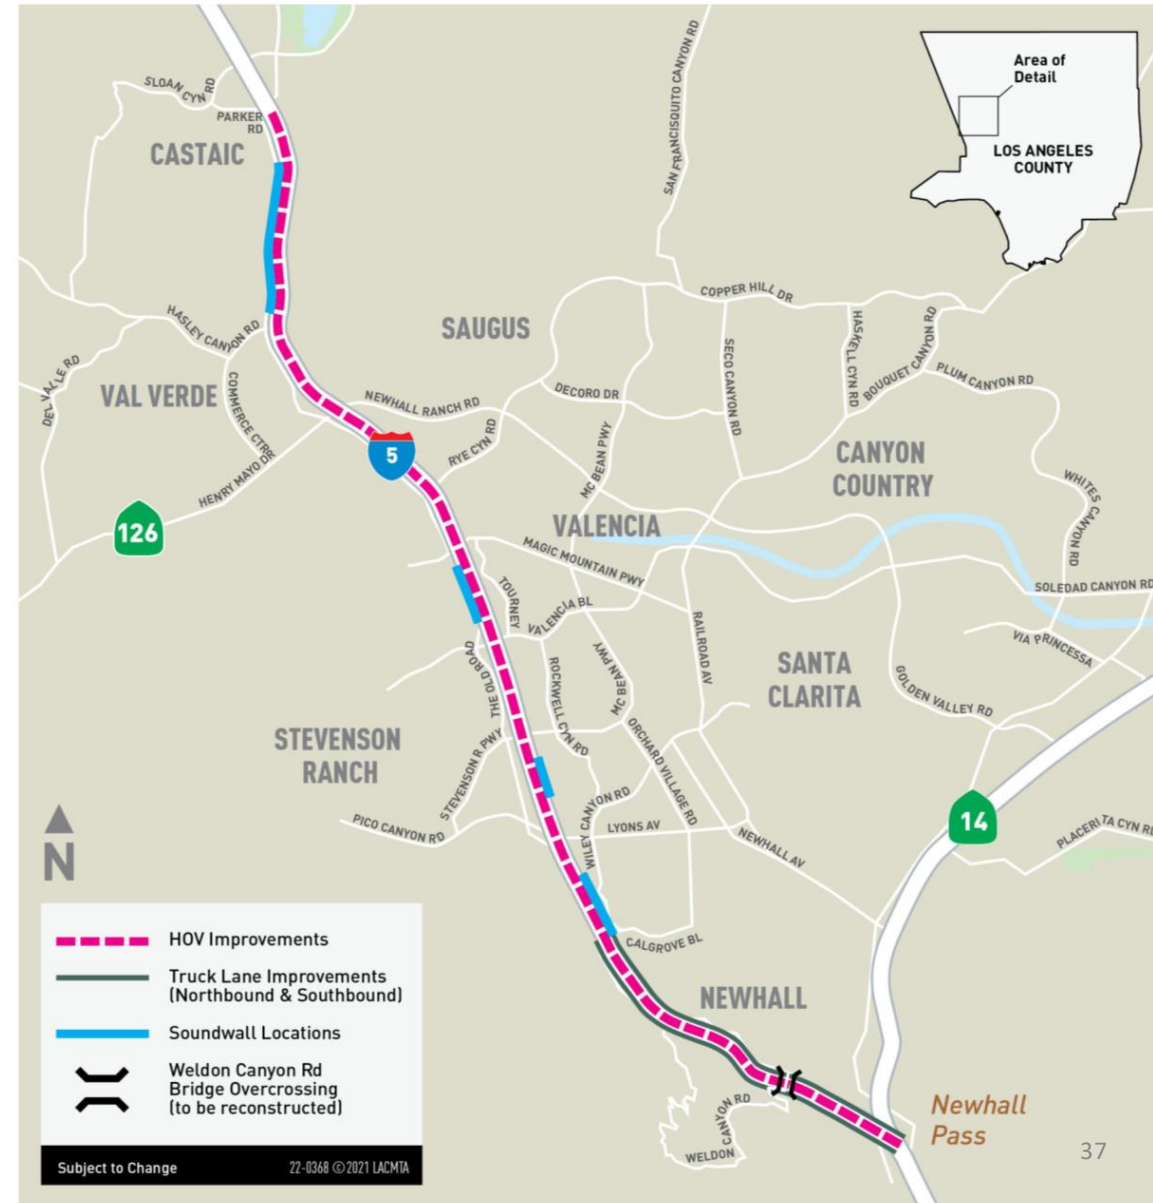 SLOAN CYN RD
PARKER
RD
CASTAIC
SAN FRANCISQUITO CANYON RD
Area of
Detail
LOS ANGELES
COUNTY
COPPER HILL DR
HASLEY CANYON RD
SAUGUS
SECO CANYON RD
HASKELL CYN RD
BOUQUET CANYON RD
PLUM CANYON RD
DEL VALLE RD
VAL VERDE
COMMERCE CTR
NEWHALL RANCH RD
DECORO DR
HENRY MAYO DR
5
RYE CYN RD
MC BEAN PWY
CANYON
COUNTRY
WHITES CANYON RD
126
VALENCIA
MAGIC MOUNTAIN PWY
SOLEDAD CANYON RD
TOURNEY
VALENCIA BL
RAILROAD AV
VIA PRINCESSA
THE OLD ROAD
ROCKWELL CYN RD
MC BEAN PWY
SANTA
CLARITA
GOLDEN VALLEY RD
STEVENSON
RANCH
STEVENSON R PWY
ORCHARD VILLAGE RD
PICO CANYON RD
WILEY CANYON RD
LYONS AV
NEWHALL AV
14
PLACERITA CYN RD
N
CALGROVE BL
NEWHALL
WELDON CANYON RD
Newhall
Pass
HOV Improvements
Truck Lane Improvements
(Northbound & Southbound)
Soundwall Locations
Weldon Canyon Rd
Bridge Overcrossing
(to be reconstructed)
Subject to Change
22-0368 ©2021 LACMTA
37